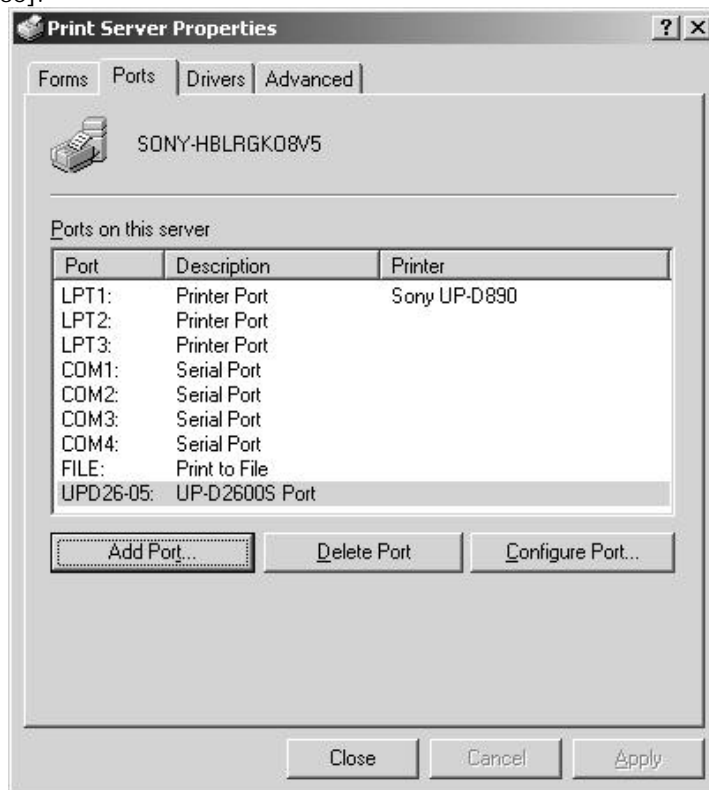 Print Server Properties
Forms Ports Drivers Advanced
SONY-HBLRGKO8V5
Ports on this server
Port Description Printer
LPT1: Printer Port Sony UP-D890
LPT2: Printer Port
LPT3: Printer Port
COM1: Serial Port
COM2: Serial Port
COM3: Serial Port
COM4: Serial Port
FILE: Print to File
UPD26-05: UP-D2600S Port
Add Port... Delete Port Configure Port...
Close Cancel Apply